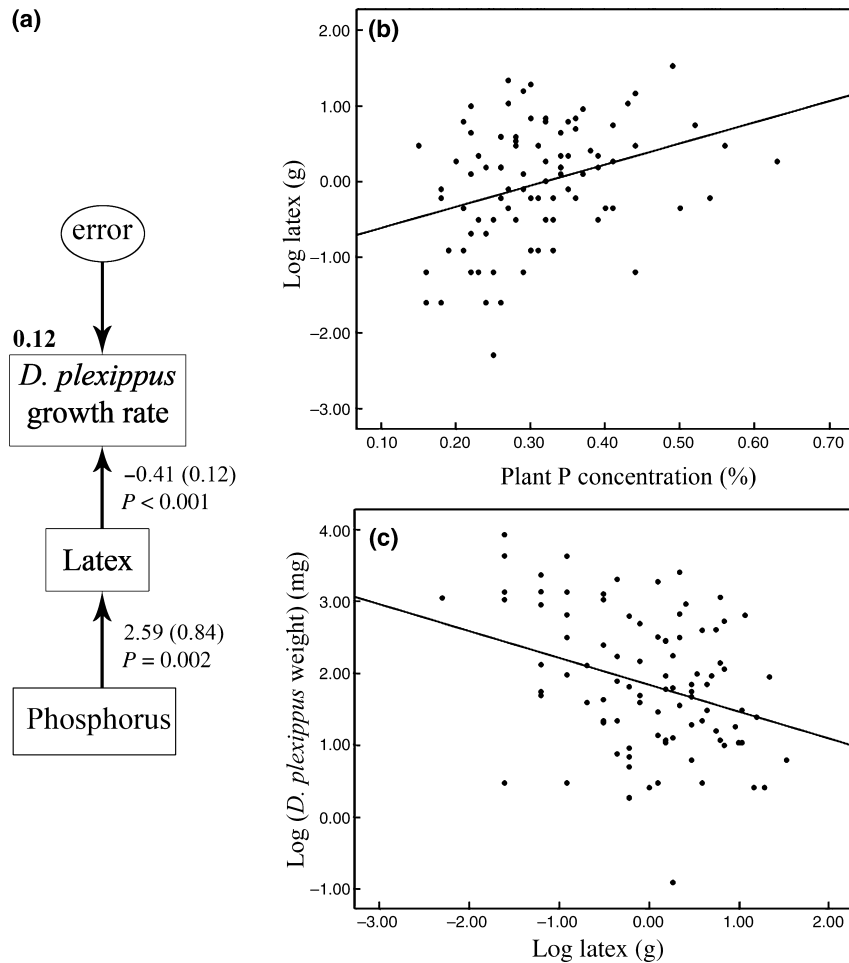 (a)
error
0.12
D. plexippus
growth rate
−0.41 (0.12)
P < 0.001
Latex
2.59 (0.84)
P = 0.002
Phosphorus
(b)
Log latex (g)
2.00
1.00
0.00
−1.00
−2.00
−3.00
0.10 0.20 0.30 0.40 0.50 0.60 0.70
Plant P concentration (%)
(c)
Log (D. plexippus weight) (mg)
4.00
3.00
2.00
1.00
0.00
−1.00
−3.00 −2.00 −1.00 0.00 1.00 2.00
Log latex (g)